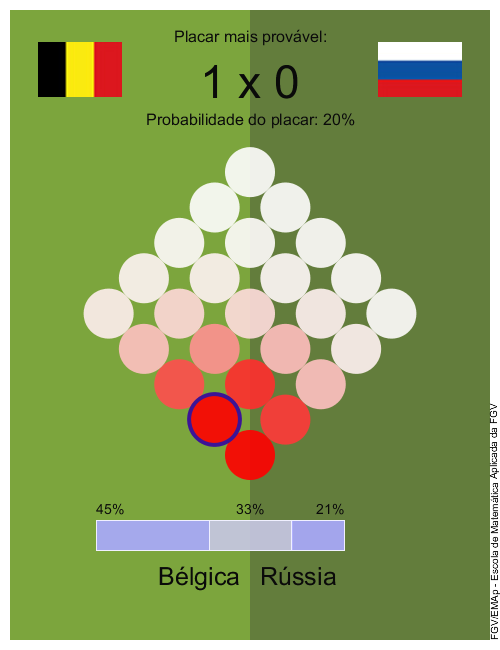 Placar mais provável:
1 x 0
Probabilidade do placar: 20%
45%
33%
21%
Bélgica
Rússia
FGV/EMAp - Escola de Matemática Aplicada da FGV